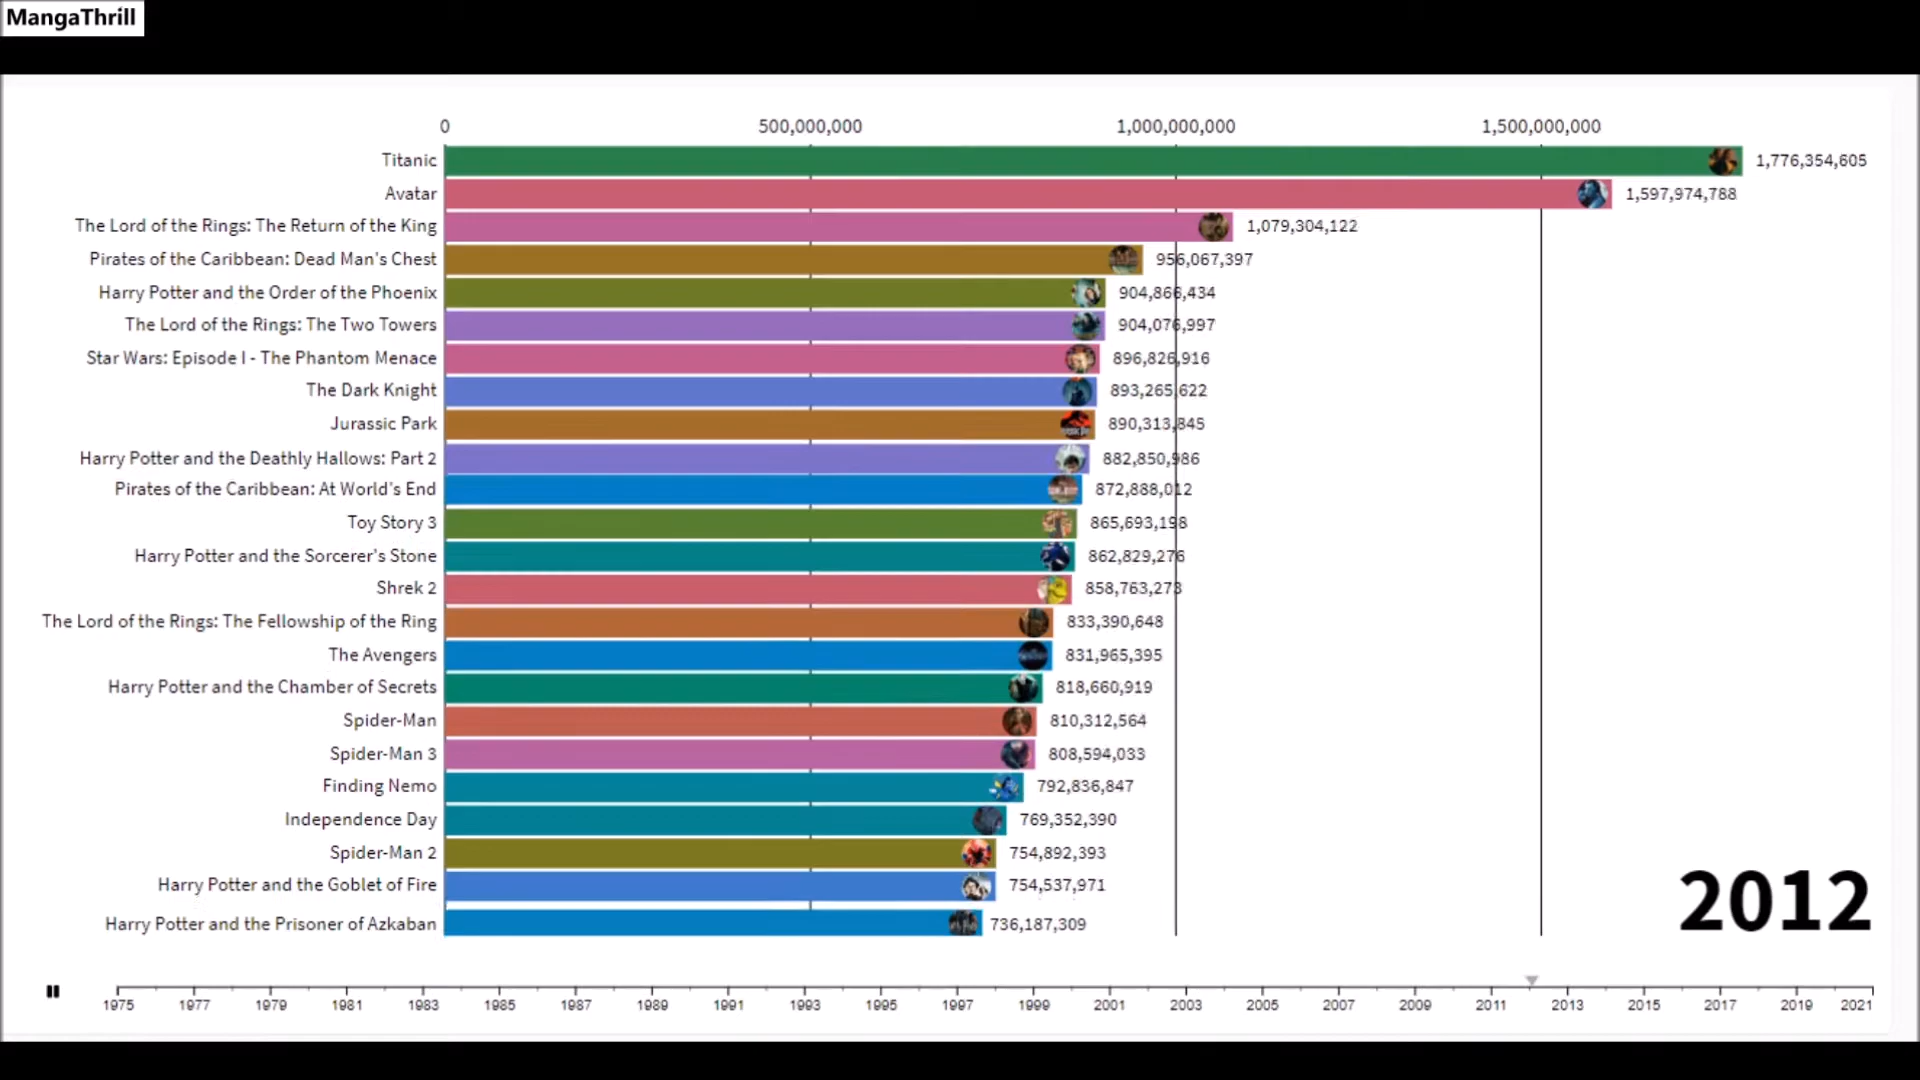 MangaThrill
0 500,000,000 1,000,000,000 1,500,000,000
Titanic 1,776,354,605
Avatar 1,597,974,788
The Lord of the Rings: The Return of the King 1,079,304,122
Pirates of the Caribbean: Dead Man's Chest 956,067,397
Harry Potter and the Order of the Phoenix 904,866,434
The Lord of the Rings: The Two Towers 904,076,997
Star Wars: Episode I - The Phantom Menace 896,826,916
The Dark Knight 893,265,622
Jurassic Park 890,313,845
Harry Potter and the Deathly Hallows: Part 2 882,850,986
Pirates of the Caribbean: At World's End 872,888,012
Toy Story 3 865,693,198
Harry Potter and the Sorcerer's Stone 862,829,276
Shrek 2 858,763,273
The Lord of the Rings: The Fellowship of the Ring 833,390,648
The Avengers 831,965,395
Harry Potter and the Chamber of Secrets 818,660,919
Spider-Man 810,312,564
Spider-Man 3 808,594,033
Finding Nemo 792,836,847
Independence Day 769,352,390
Spider-Man 2 754,892,393
Harry Potter and the Goblet of Fire 754,537,971
Harry Potter and the Prisoner of Azkaban 736,187,309
2012
1975 1977 1979 1981 1983 1985 1987 1989 1991 1993 1995 1997 1999 2001 2003 2005 2007 2009 2011 2013 2015 2017 2019 2021